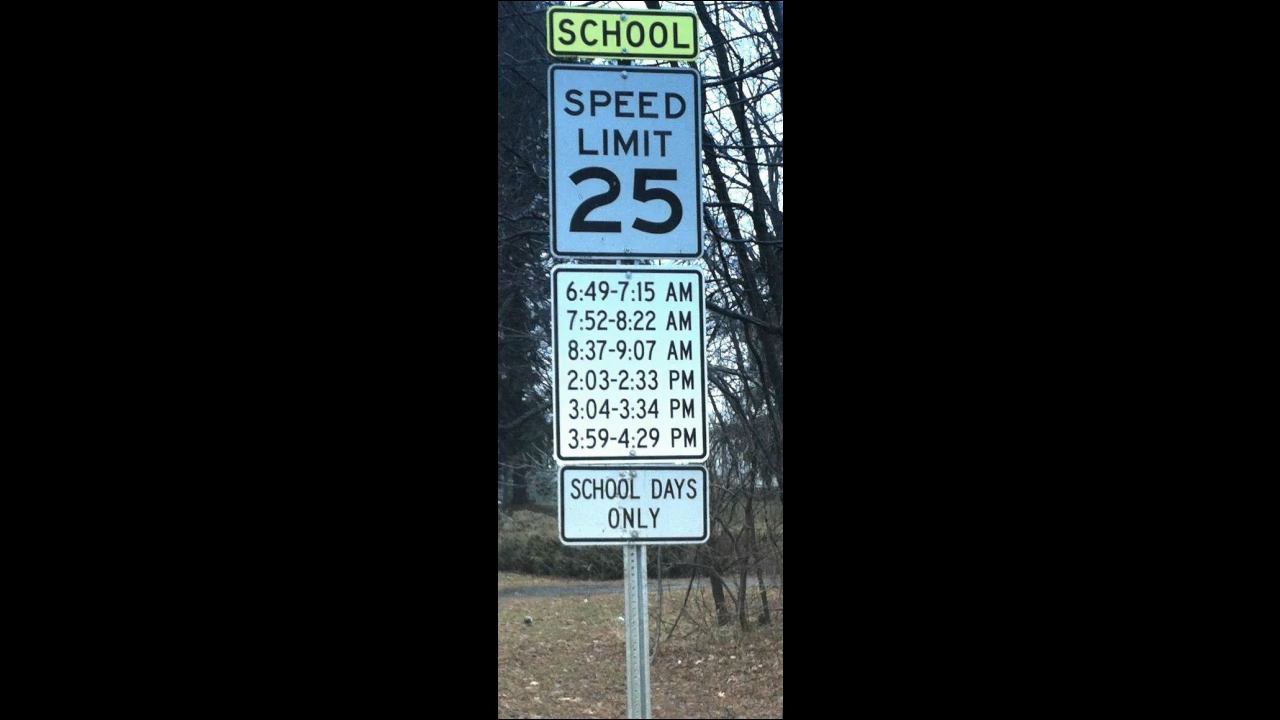 SCHOOL
SPEED
LIMIT
25
6:49-7:15 AM
7:52-8:22 AM
8:37-9:07 AM
2:03-2:33 PM
3:04-3:34 PM
3:59-4:29 PM
SCHOOL DAYS
ONLY